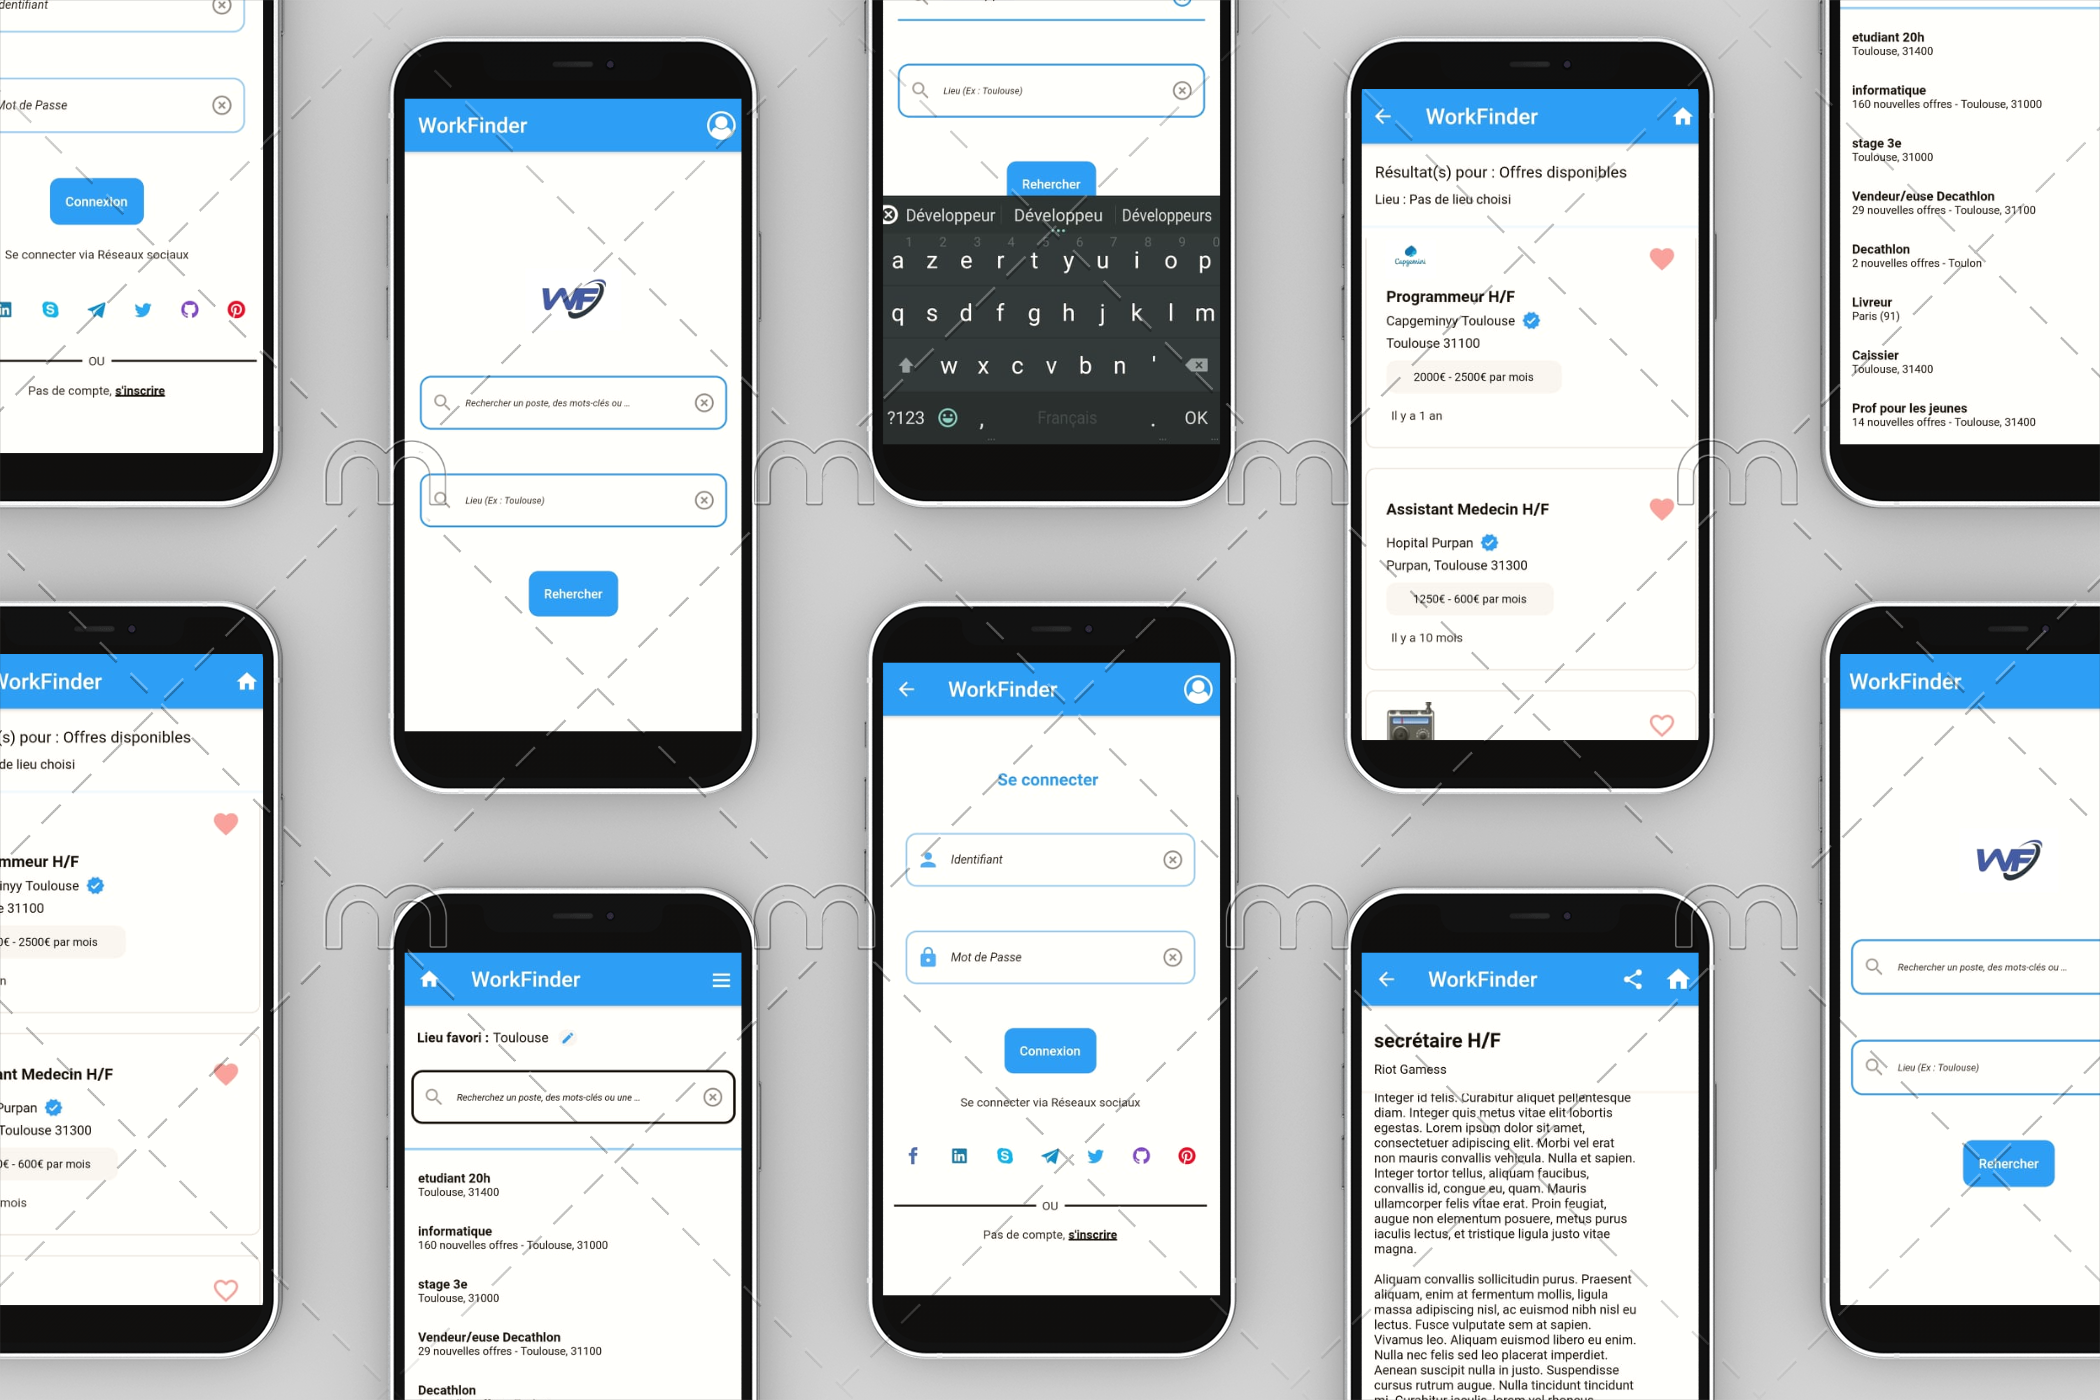 dentifiant
Mot de Passe
Connexion
Se connecter via Réseaux sociaux
in
OU
Pas de compte, s'inscrire
WorkFinder
WF
Rechercher un poste, des mots-clés ou ...
Lieu (Ex : Toulouse)
Rehercher
Lieu (Ex : Toulouse)
Rehercher
Développeur Développeu Développeurs
1 2 3 4 5 6 7 8 9 0
a z e r t y u i o p
q s d f g h j k l m
w x c v b n '
?123 , Français . OK
WorkFinder
Résultat(s) pour : Offres disponibles
Lieu : Pas de lieu choisi
Capgemini
Programmeur H/F
Capgeminyy Toulouse
Toulouse 31100
2000€ - 2500€ par mois
Il y a 1 an
Assistant Medecin H/F
Hopital Purpan
Purpan, Toulouse 31300
1250€ - 600€ par mois
Il y a 10 mois
etudiant 20h
Toulouse, 31400
informatique
160 nouvelles offres - Toulouse, 31000
stage 3e
Toulouse, 31000
Vendeur/euse Decathlon
29 nouvelles offres - Toulouse, 31100
Decathlon
2 nouvelles offres - Toulon
Livreur
Paris (91)
Caissier
Toulouse, 31400
Prof pour les jeunes
14 nouvelles offres - Toulouse, 31400
m m m m
WorkFinder
(s) pour : Offres disponibles
de lieu choisi
mmeur H/F
inyy Toulouse
e 31100
0€ - 2500€ par mois
n
ant Medecin H/F
Purpan
Toulouse 31300
0€ - 600€ par mois
mois
WorkFinder
Lieu favori : Toulouse
Recherchez un poste, des mots-clés ou une ...
etudiant 20h
Toulouse, 31400
informatique
160 nouvelles offres - Toulouse, 31000
stage 3e
Toulouse, 31000
Vendeur/euse Decathlon
29 nouvelles offres - Toulouse, 31100
Decathlon
WorkFinder
Se connecter
Identifiant
Mot de Passe
Connexion
Se connecter via Réseaux sociaux
f in S
OU
Pas de compte, s'inscrire
m m m m
WorkFinder
secrétaire H/F
Riot Gamess
Integer id felis. Curabitur aliquet pellentesque
diam. Integer quis metus vitae elit lobortis
egestas. Lorem ipsum dolor sit amet,
consectetuer adipiscing elit. Morbi vel erat
non mauris convallis vehicula. Nulla et sapien.
Integer tortor tellus, aliquam faucibus,
convallis id, congue eu, quam. Mauris
ullamcorper felis vitae erat. Proin feugiat,
augue non elementum posuere, metus purus
iaculis lectus, et tristique ligula justo vitae
magna.
Aliquam convallis sollicitudin purus. Praesent
aliquam, enim at fermentum mollis, ligula
massa adipiscing nisl, ac euismod nibh nisl eu
lectus. Fusce vulputate sem at sapien.
Vivamus leo. Aliquam euismod libero eu enim.
Nulla nec felis sed leo placerat imperdiet.
Aenean suscipit nulla in justo. Suspendisse
cursus rutrum augue. Nulla tincidunt tincidunt
WorkFinder
WF
Rechercher un poste, des mots-clés ou ...
Lieu (Ex : Toulouse)
Rehercher